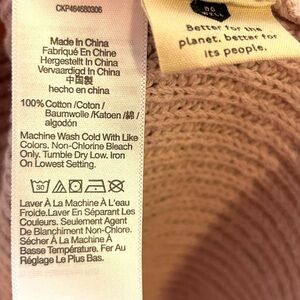 CKP464680306
Made In China
Fabriqué En Chine
Hergestellt In China
Vervaardigd In China
中国製
hecho en china
100% Cotton /Coton /
Baumwolle /Katoen /綿 /
algodón
Machine Wash Cold With Like
Colors. Non-Chlorine Bleach
Only. Tumble Dry Low. Iron
On Lowest Setting.
30
Laver À La Machine À L'eau
Froide.Laver En Séparant Les
Couleurs. Seulement Agent
De Blanchiment Non-Chloro.
Sécher À La Machine À
Basse Température. Fer Au
Réglage Le Plus Bas.
DO
WELL
Better for the
planet. better for
its people.